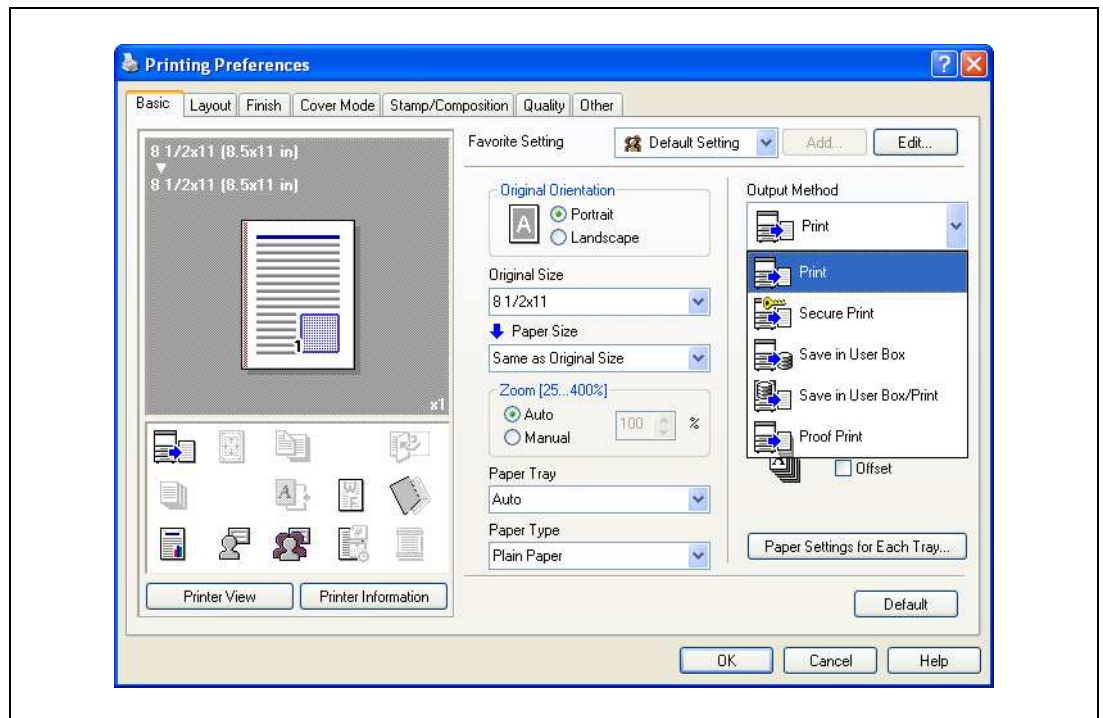 Printing Preferences
Basic Layout Finish Cover Mode Stamp/Composition Quality Other
8 1/2x11 (8.5x11 in)
8 1/2x11 (8.5x11 in)
x1
1
Printer View Printer Information
Favorite Setting Default Setting Add... Edit...
Original Orientation
A
Portrait
Landscape
Original Size
8 1/2x11
Paper Size
Same as Original Size
Zoom [25...400%]
Auto
Manual
100 %
Paper Tray
Auto
Paper Type
Plain Paper
Output Method
Print
Print
Secure Print
Save in User Box
Save in User Box/Print
Proof Print
Offset
Paper Settings for Each Tray...
Default
OK Cancel Help